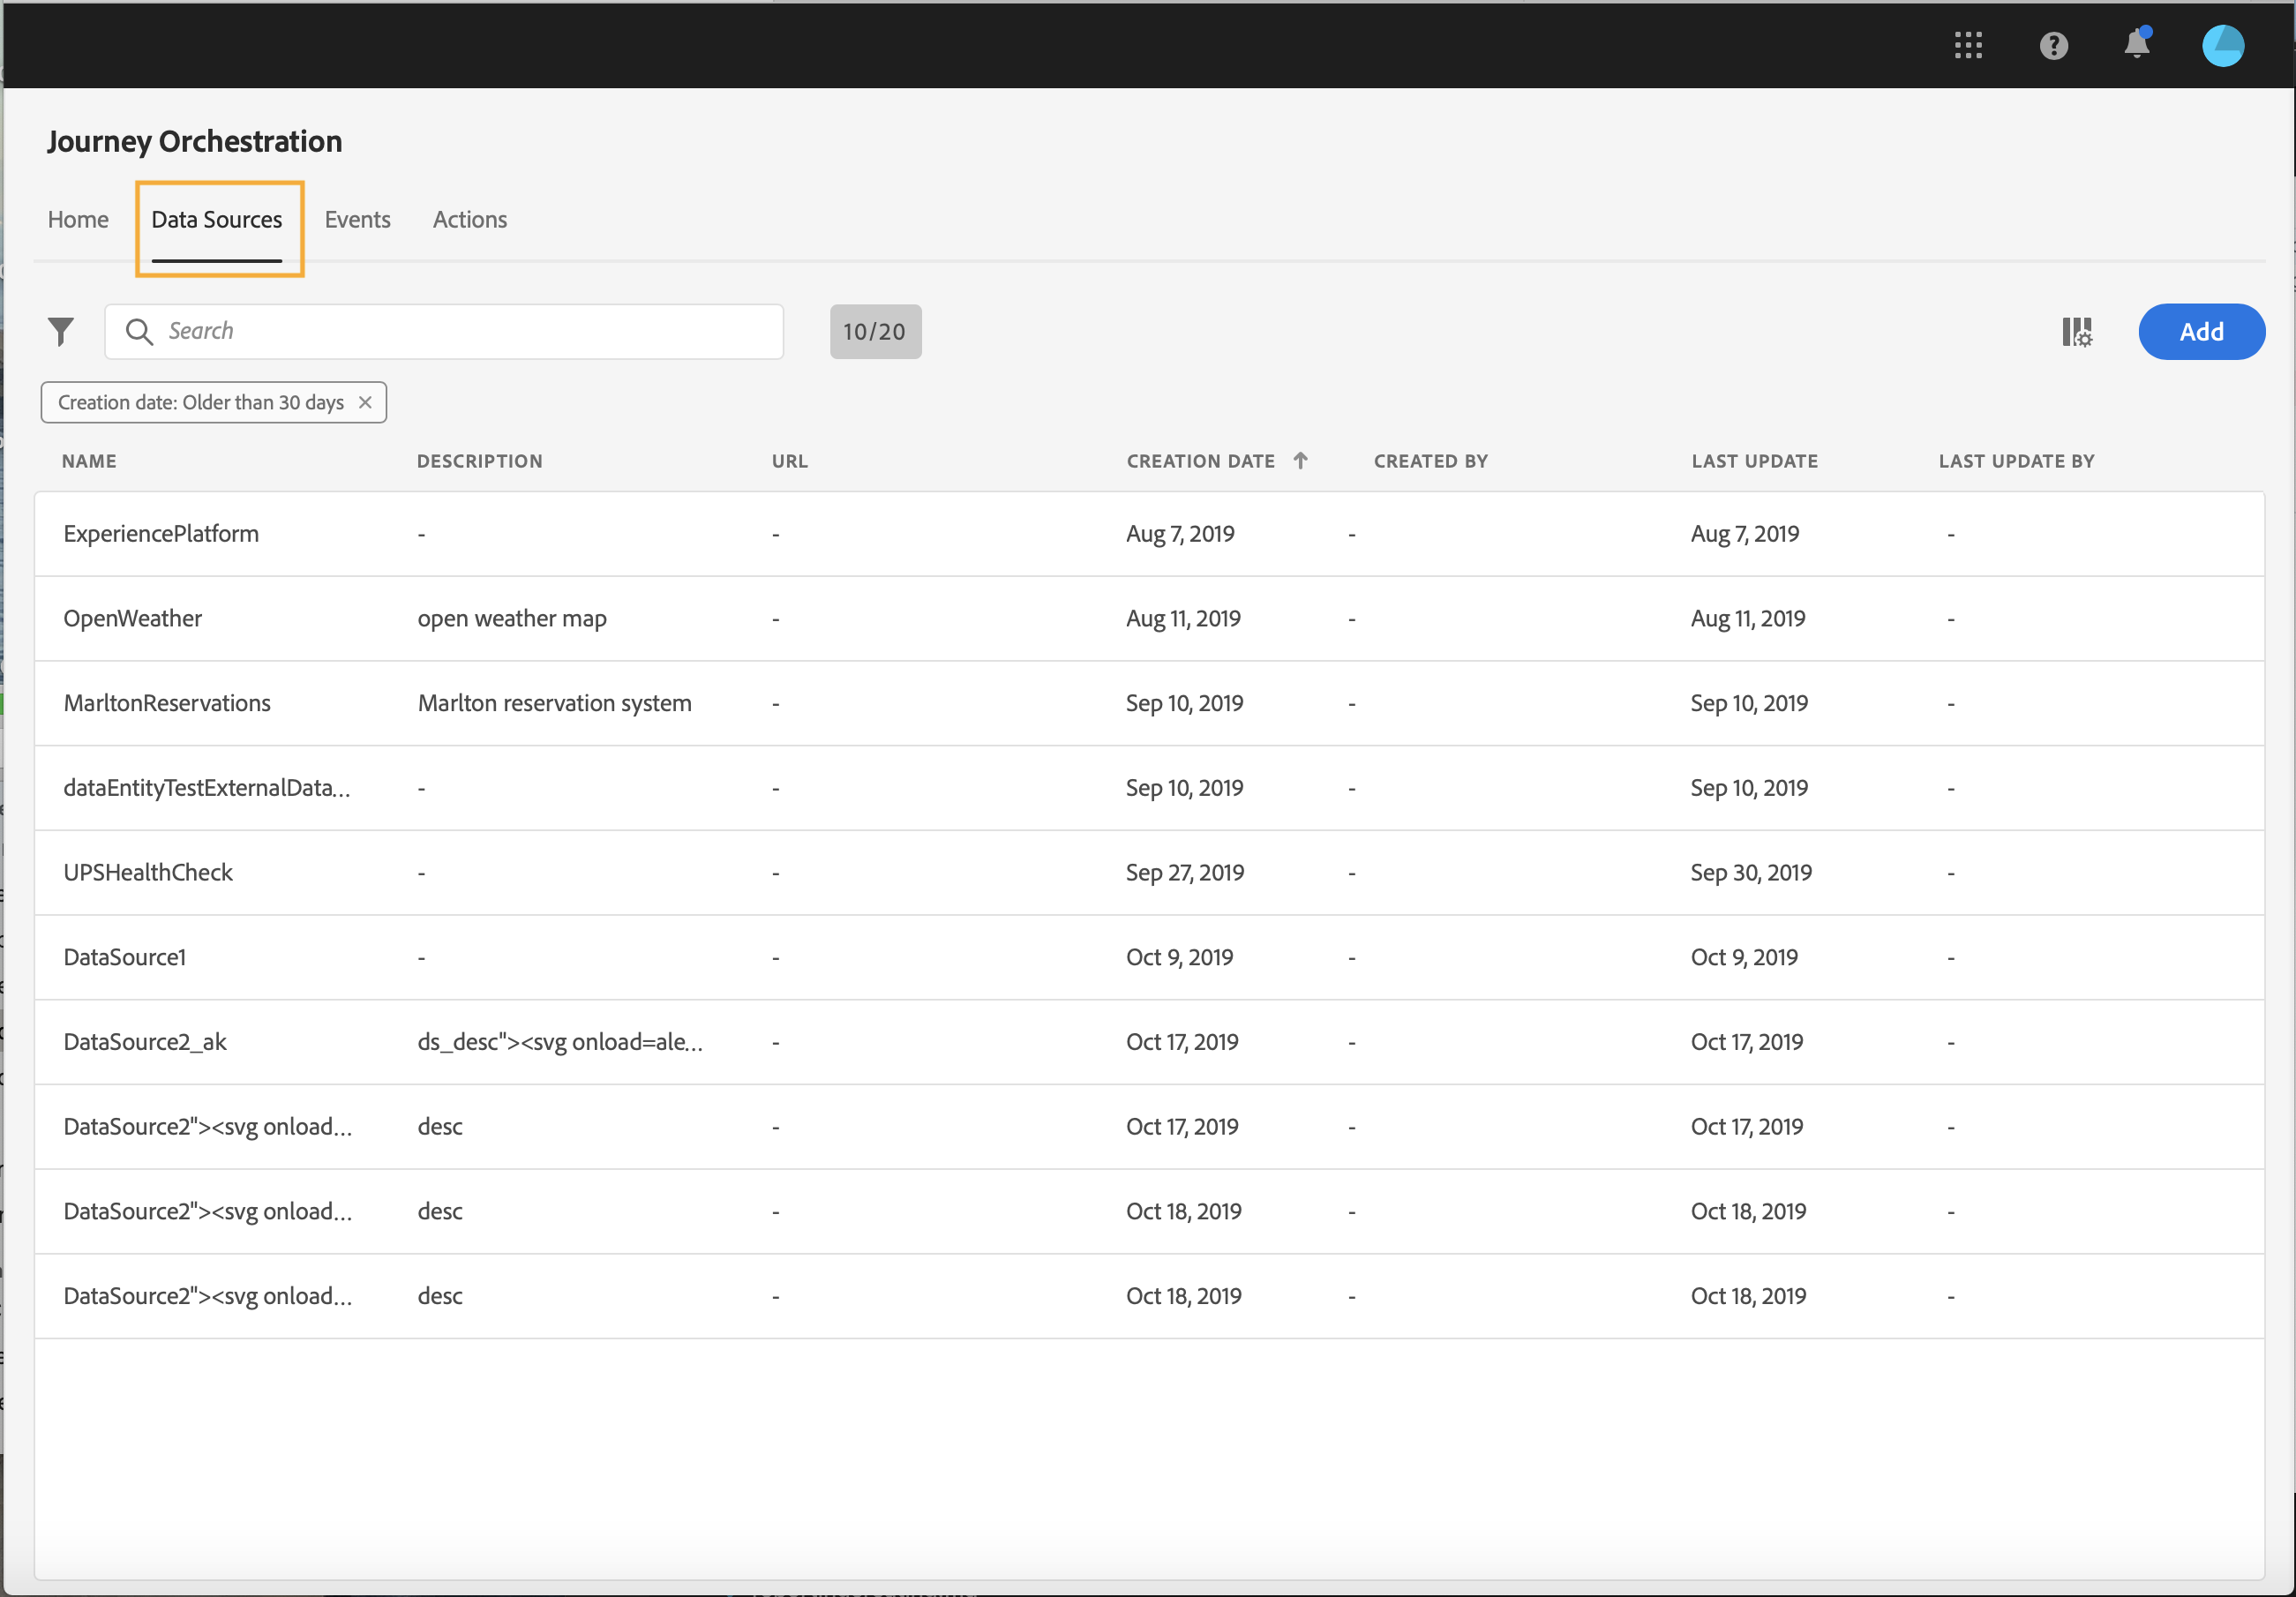 Journey Orchestration
Home Data Sources Events Actions
Search 10/20 Add
Creation date: Older than 30 days
NAME DESCRIPTION URL CREATION DATE CREATED BY LAST UPDATE LAST UPDATE BY
ExperiencePlatform - - Aug 7, 2019 - Aug 7, 2019 -
OpenWeather open weather map - Aug 11, 2019 - Aug 11, 2019 -
MarltonReservations Marlton reservation system - Sep 10, 2019 - Sep 10, 2019 -
dataEntityTestExternalData... - - Sep 10, 2019 - Sep 10, 2019 -
UPSHealthCheck - - Sep 27, 2019 - Sep 30, 2019 -
DataSource1 - - Oct 9, 2019 - Oct 9, 2019 -
DataSource2_ak ds_desc"><svg onload=ale... - Oct 17, 2019 - Oct 17, 2019 -
DataSource2"><svg onload... desc - Oct 17, 2019 - Oct 17, 2019 -
DataSource2"><svg onload... desc - Oct 18, 2019 - Oct 18, 2019 -
DataSource2"><svg onload... desc - Oct 18, 2019 - Oct 18, 2019 -